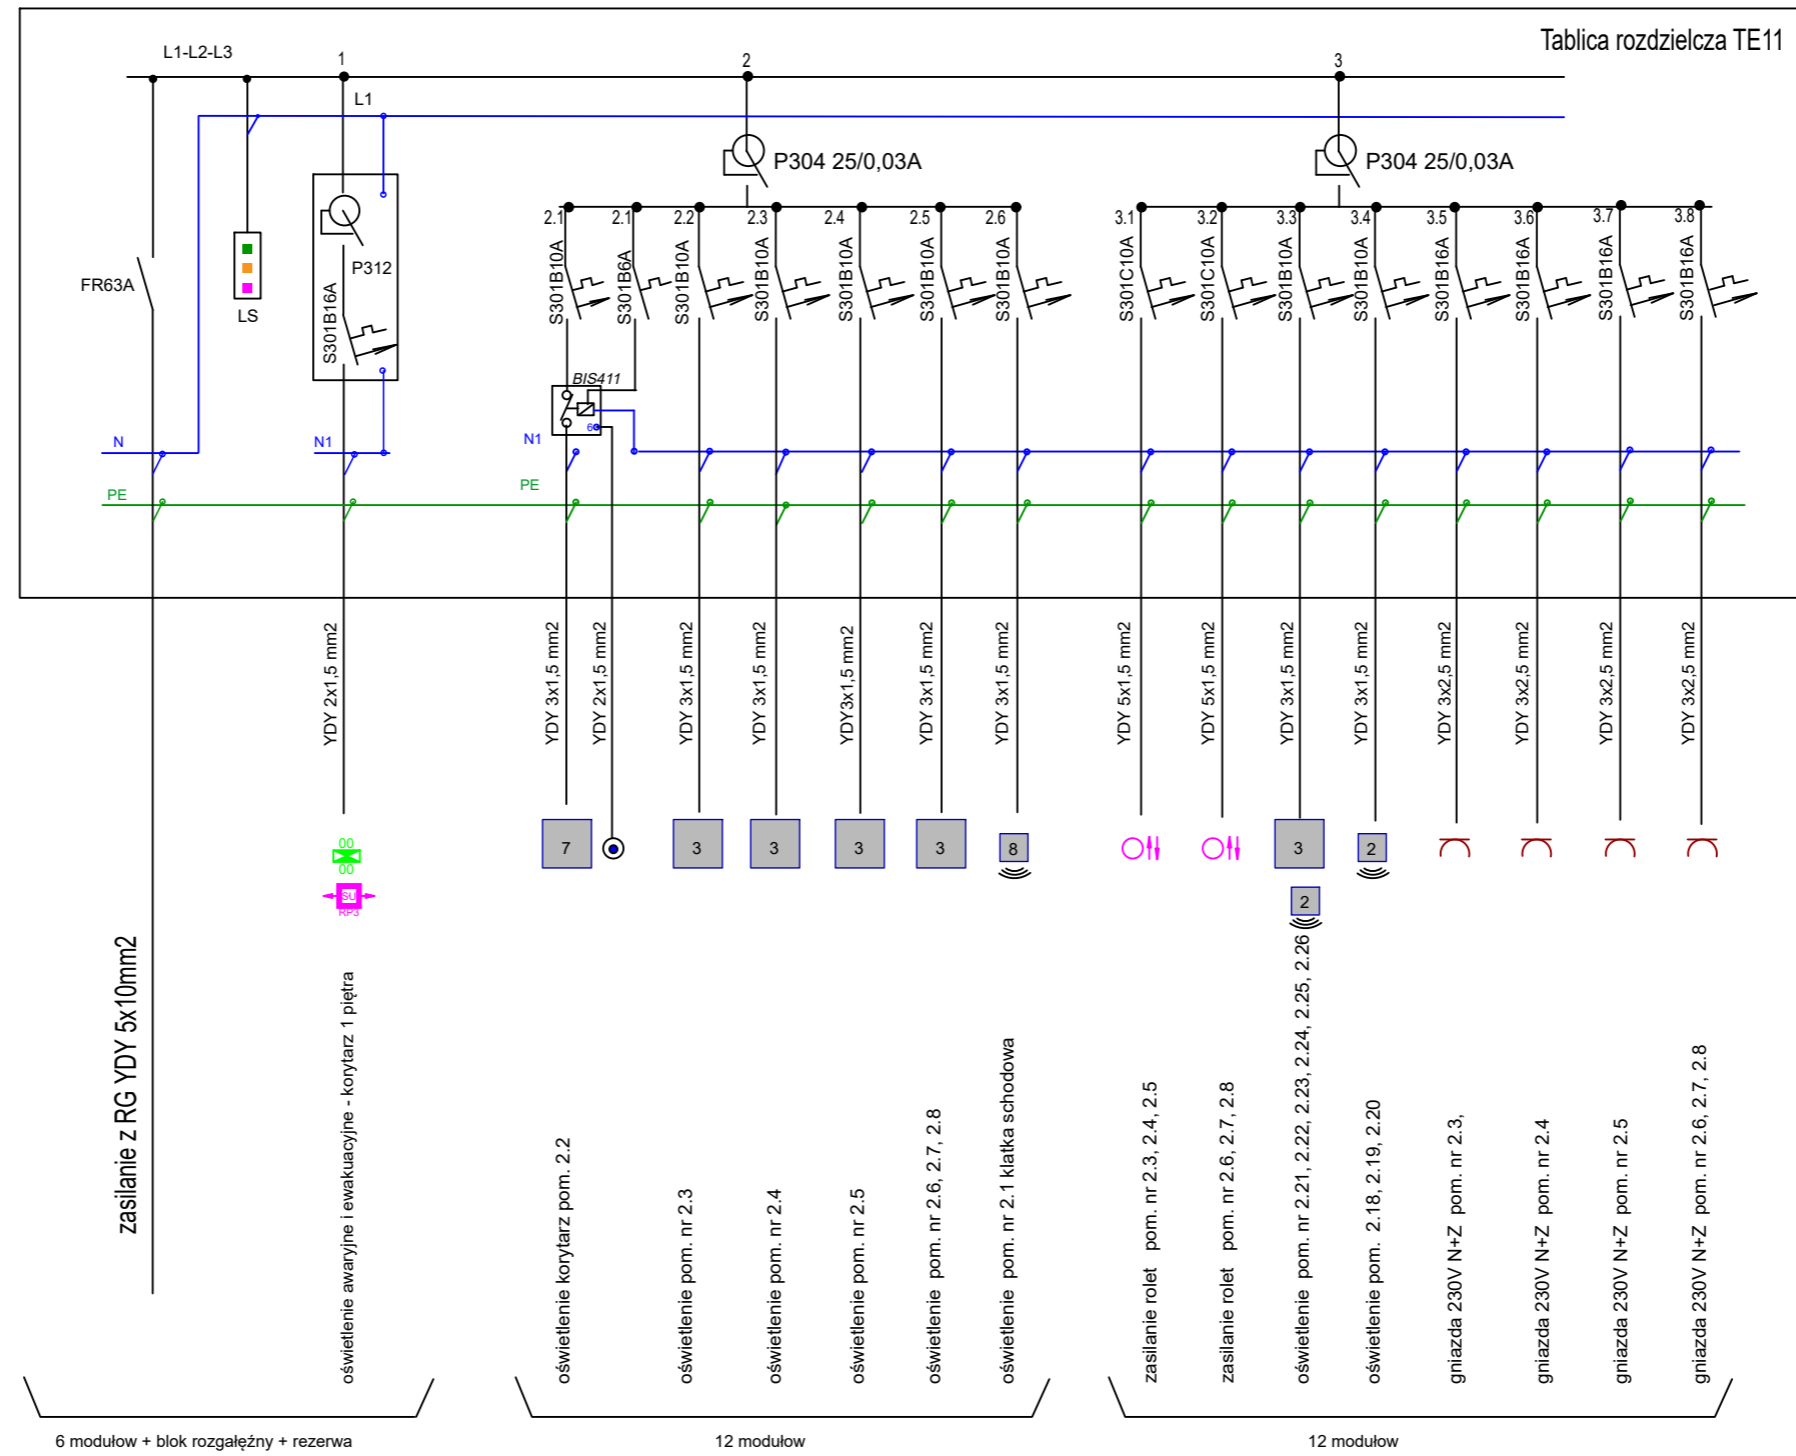 Tablica rozdzielcza TE11
L1-L2-L3
1
2
3
L1
P304 25/0,03A
P304 25/0,03A
FR63A
LS
P312
S301B16A
2.1
2.1
2.2
2.3
2.4
2.5
2.6
3.1
3.2
3.3
3.4
3.5
3.6
3.7
3.8
S301B10A
S301B6A
S301B10A
S301B10A
S301B10A
S301B10A
S301B10A
S301C10A
S301C10A
S301B10A
S301B10A
S301B16A
S301B16A
S301B16A
S301B16A
BIS411
6
N
N1
N1
PE
PE
YDY 2x1,5 mm2
YDY 3x1,5 mm2
YDY 2x1,5 mm2
YDY 3x1,5 mm2
YDY 3x1,5 mm2
YDY3x1,5 mm2
YDY 3x1,5 mm2
YDY 3x1,5 mm2
YDY 5x1,5 mm2
YDY 5x1,5 mm2
YDY 3x1,5 mm2
YDY 3x1,5 mm2
YDY 3x2,5 mm2
YDY 3x2,5 mm2
YDY 3x2,5 mm2
YDY 3x2,5 mm2
00
00
SU
RP3
7
3
3
3
3
8
3
2
2
zasilanie z RG YDY 5x10mm2
oświetlenie awaryjne i ewakuacyjne - korytarz 1 piętra
oświetlenie korytarz pom. 2.2
oświetlenie pom. nr 2.3
oświetlenie pom. nr 2.4
oświetlenie pom. nr 2.5
oświetlenie pom. nr 2.6, 2.7, 2.8
oświetlenie pom. nr 2.1 klatka schodowa
zasilanie rolet pom. nr 2.3, 2.4, 2.5
zasilanie rolet pom. nr 2.6, 2.7, 2.8
oświetlenie pom. nr 2.21, 2.22, 2.23, 2.24, 2.25, 2.26
oświetlenie pom. 2.18, 2.19, 2.20
gniazda 230V N+Z pom. nr 2.3,
gniazda 230V N+Z pom. nr 2.4
gniazda 230V N+Z pom. nr 2.5
gniazda 230V N+Z pom. nr 2.6, 2.7, 2.8
6 modułow + blok rozgałęźny + rezerwa
12 modułow
12 modułow